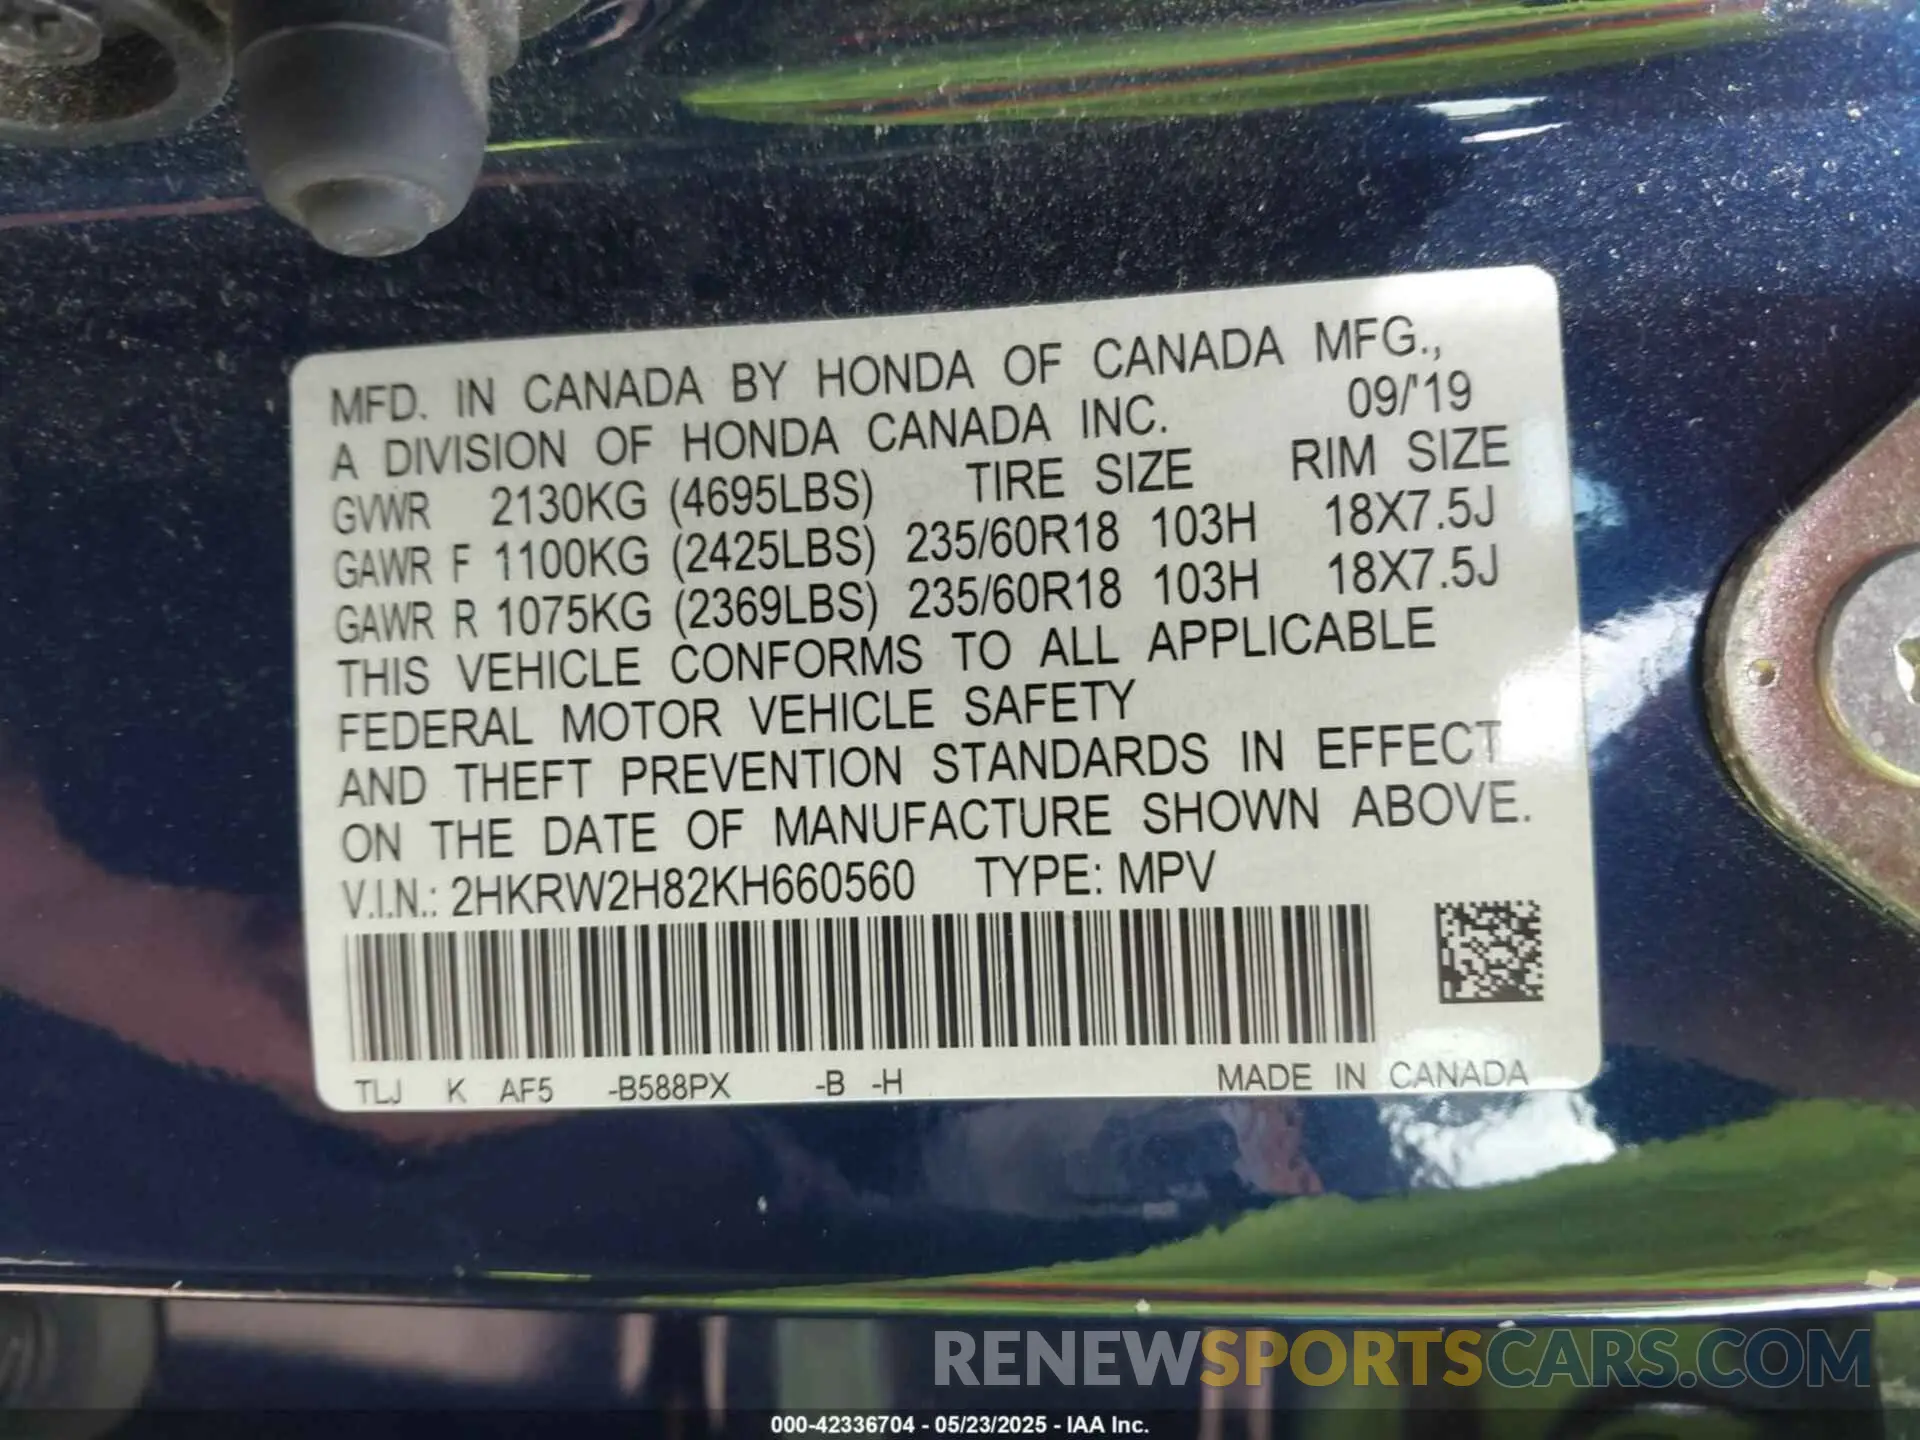 MFD. IN CANADA BY HONDA OF CANADA MFG.,
A DIVISION OF HONDA CANADA INC. 09/'19
GVWR 2130KG (4695LBS) TIRE SIZE RIM SIZE
GAWR F 1100KG (2425LBS) 235/60R18 103H 18X7.5J
GAWR R 1075KG (2369LBS) 235/60R18 103H 18X7.5J
THIS VEHICLE CONFORMS TO ALL APPLICABLE
FEDERAL MOTOR VEHICLE SAFETY
AND THEFT PREVENTION STANDARDS IN EFFECT
ON THE DATE OF MANUFACTURE SHOWN ABOVE.
V.I.N.: 2HKRW2H82KH660560 TYPE: MPV
TLJ K AF5 -B588PX -B -H MADE IN CANADA
RENEWSPORTSCARS.COM
000-42336704 - 05/23/2025 - IAA Inc.